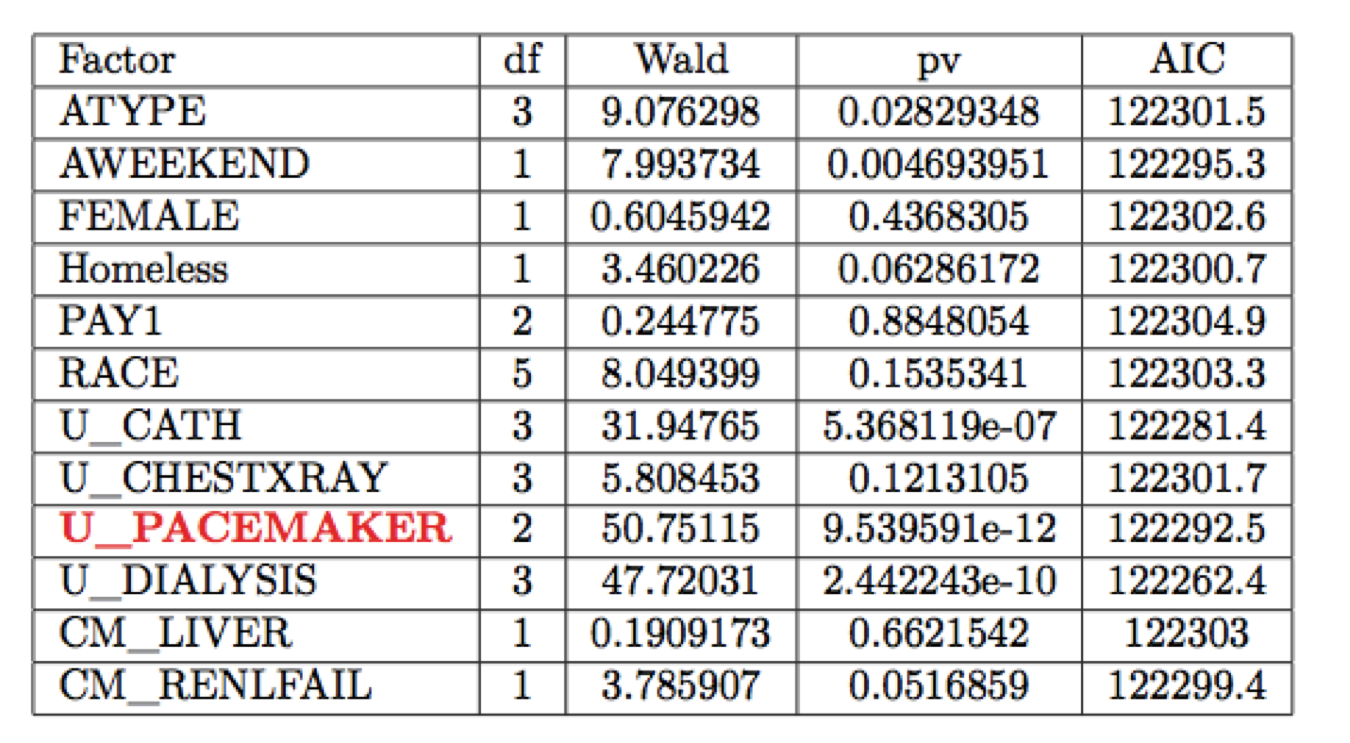 Factor df Wald pv AIC
ATYPE 3 9.076298 0.02829348 122301.5
AWEEKEND 1 7.993734 0.004693951 122295.3
FEMALE 1 0.6045942 0.4368305 122302.6
Homeless 1 3.460226 0.06286172 122300.7
PAY1 2 0.244775 0.8848054 122304.9
RACE 5 8.049399 0.1535341 122303.3
U_CATH 3 31.94765 5.368119e-07 122281.4
U_CHESTXRAY 3 5.808453 0.1213105 122301.7
U_PACEMAKER 2 50.75115 9.539591e-12 122292.5
U_DIALYSIS 3 47.72031 2.442243e-10 122262.4
CM_LIVER 1 0.1909173 0.6621542 122303
CM_RENLFAIL 1 3.785907 0.0516859 122299.4